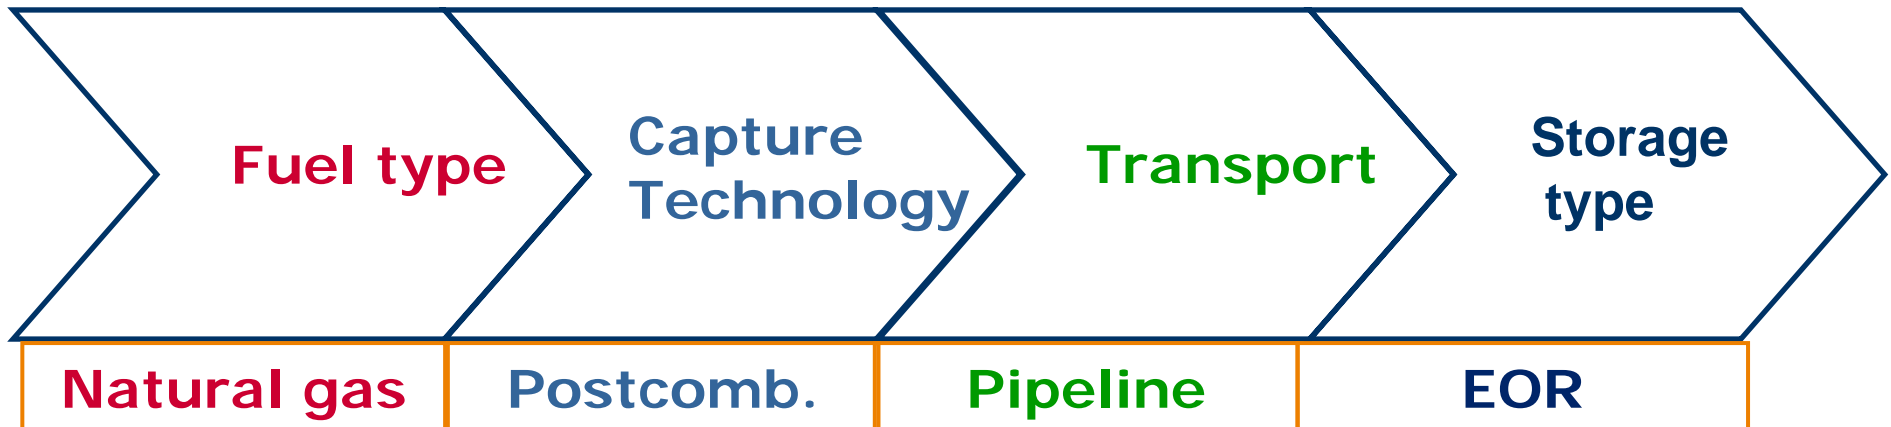 Fuel type
Capture
Technology
Transport
Storage
type
Natural gas
Postcomb.
Pipeline
EOR